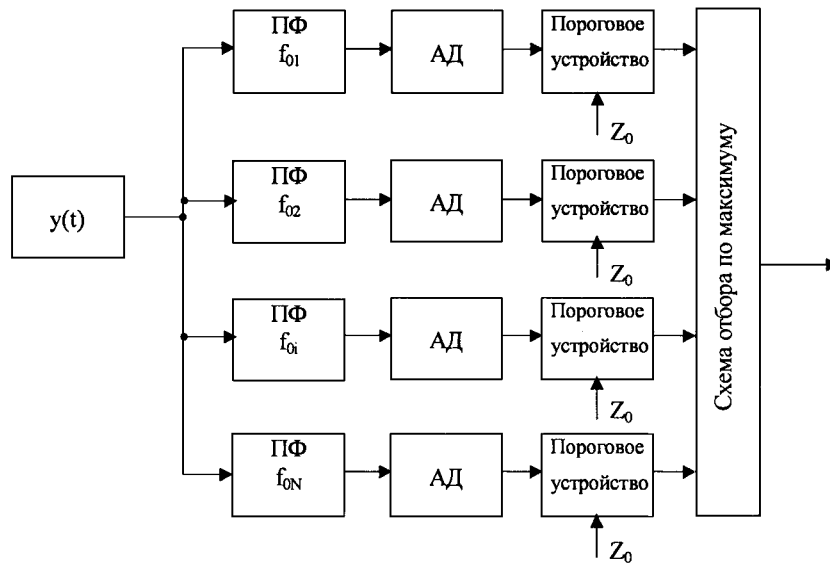 y(t)
ПФ
f01
АД
Пороговое
устройство
Z0
ПФ
f02
АД
Пороговое
устройство
Z0
ПФ
f0i
АД
Пороговое
устройство
Z0
ПФ
f0N
АД
Пороговое
устройство
Z0
Схема отбора по максимуму